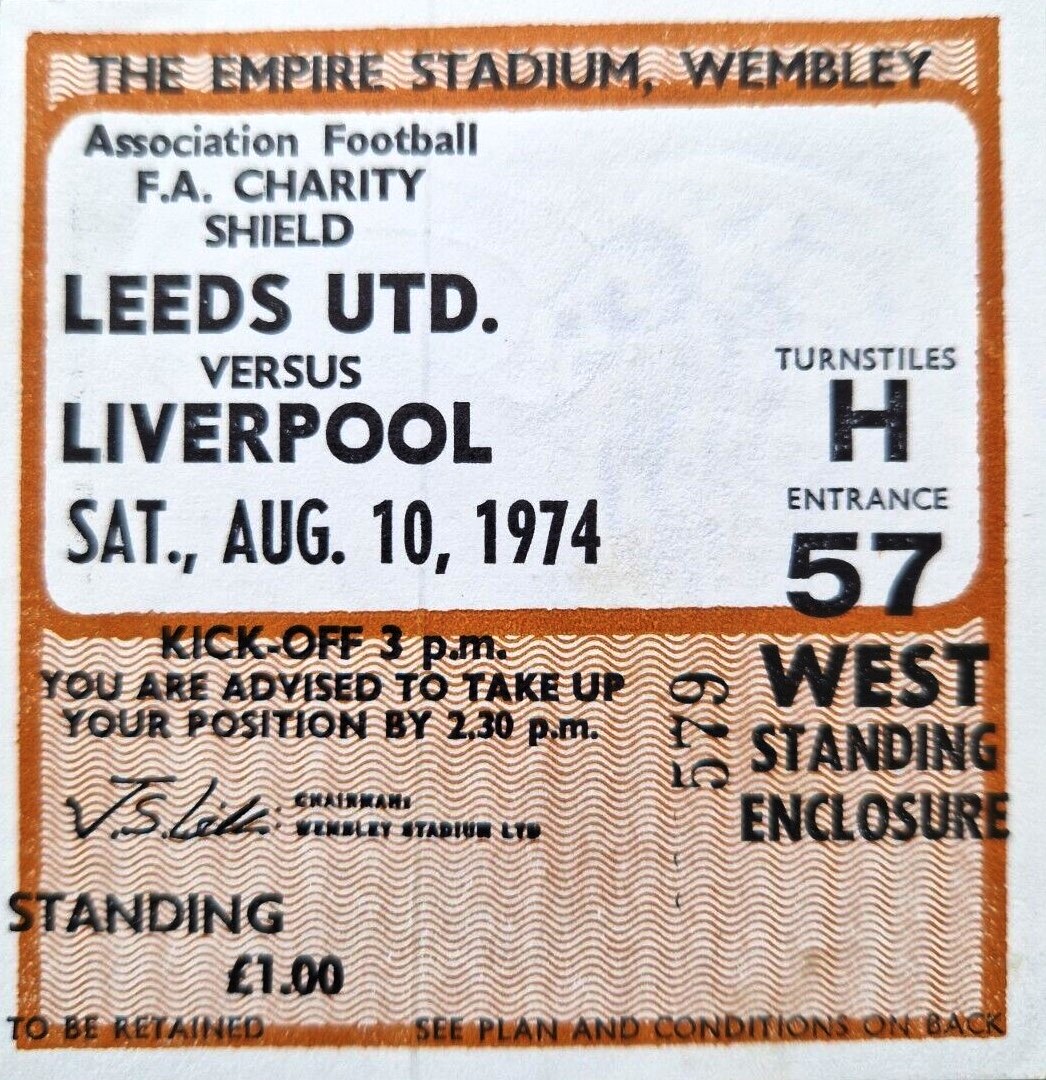 THE EMPIRE STADIUM, WEMBLEY
Association Football
F.A. CHARITY
SHIELD
LEEDS UTD.
VERSUS
LIVERPOOL
SAT., AUG. 10, 1974
TURNSTILES
H
ENTRANCE
57
WEST
STANDING
ENCLOSURE
579
KICK-OFF 3 p.m.
YOU ARE ADVISED TO TAKE UP
YOUR POSITION BY 2.30 p.m.
CHAIRMAN:
WEMBLEY STADIUM LTD
STANDING
£1.00
TO BE RETAINED
SEE PLAN AND CONDITIONS ON BACK